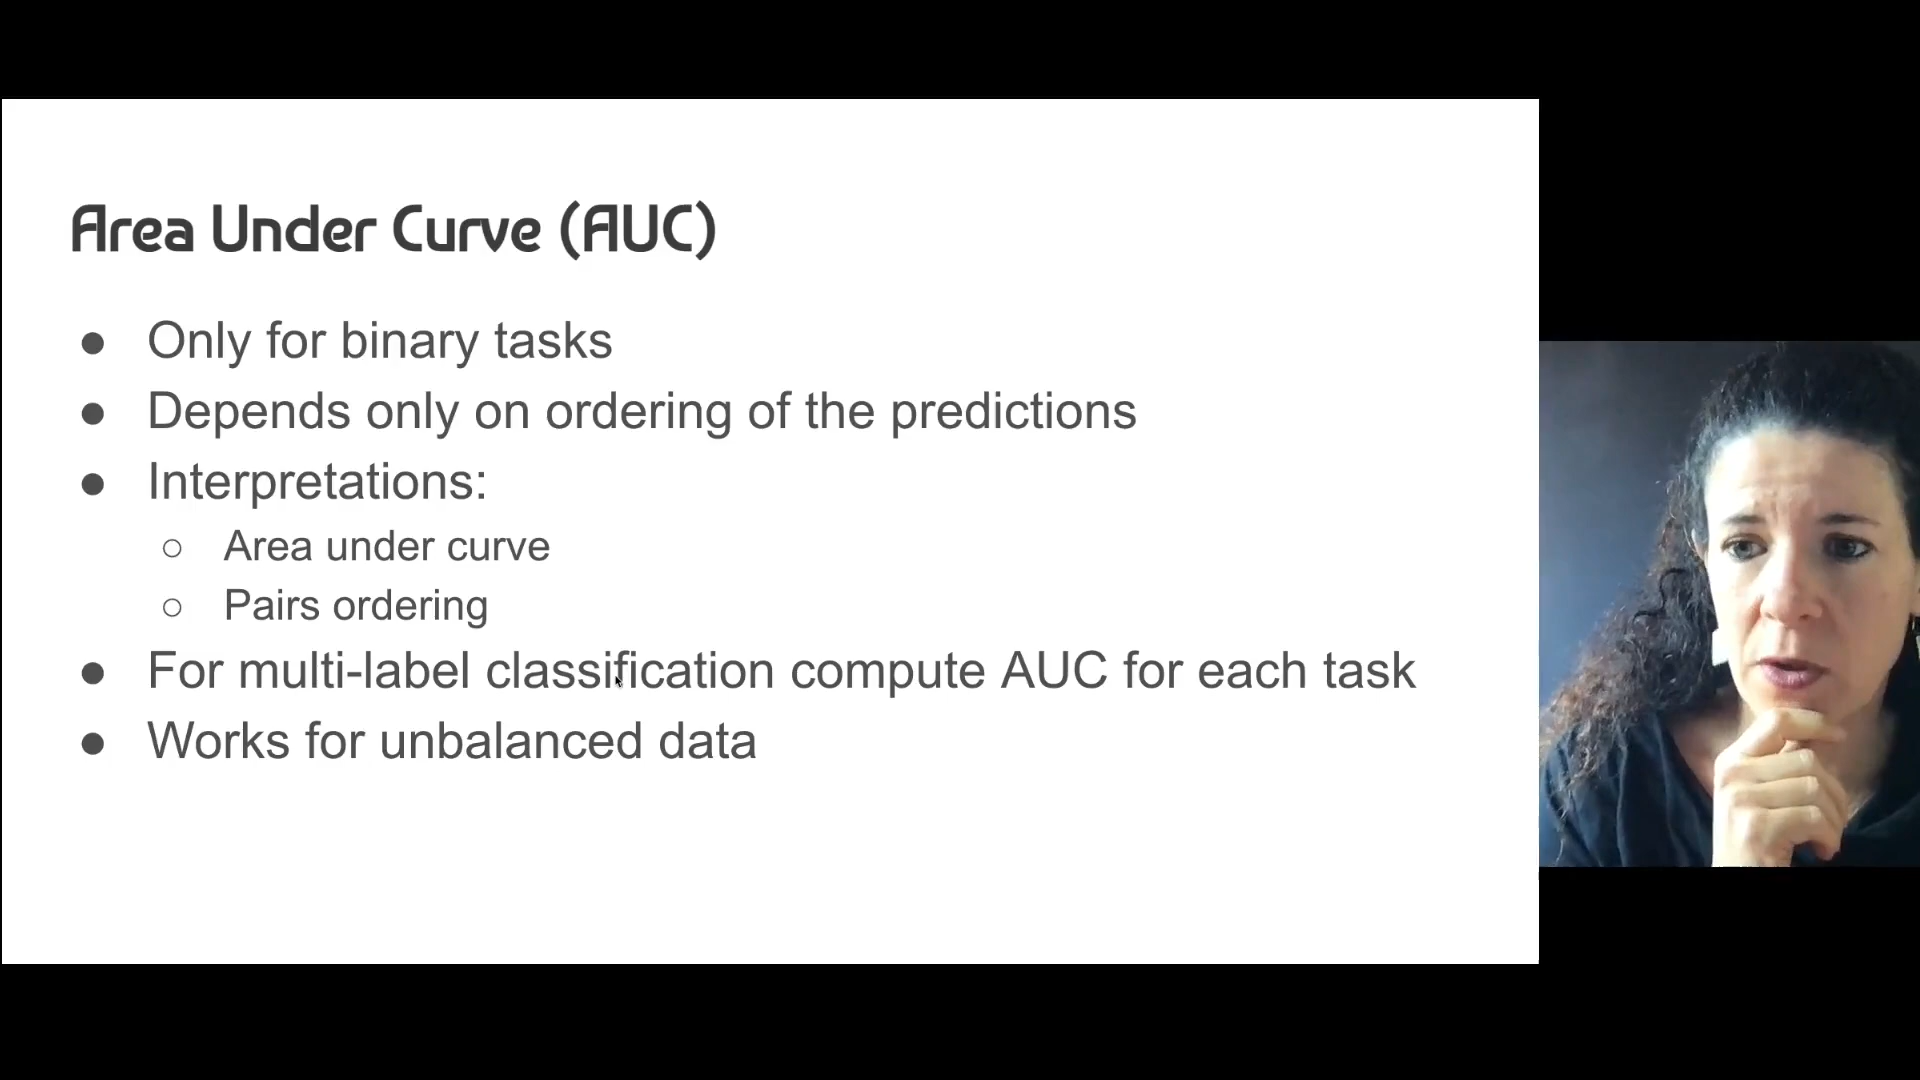 Area Under Curve (AUC)
● Only for binary tasks
● Depends only on ordering of the predictions
● Interpretations:
○ Area under curve
○ Pairs ordering
● For multi-label classification compute AUC for each task
● Works for unbalanced data